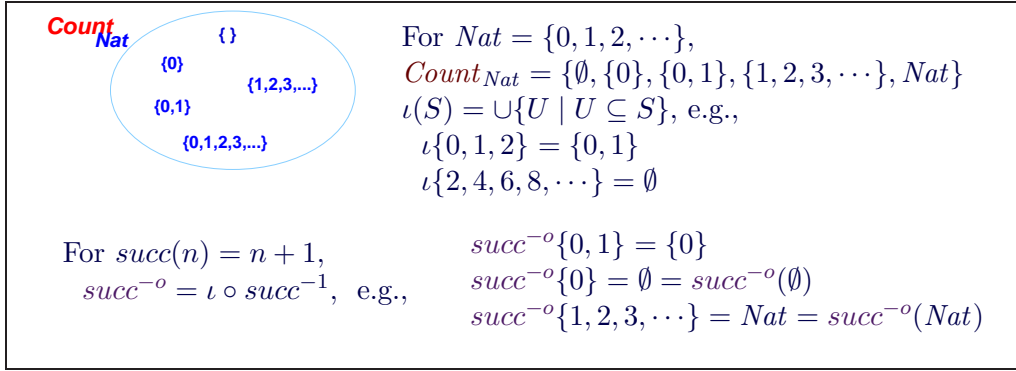 Count Nat
{ }
{0}
{1,2,3,...}
{0,1}
{0,1,2,3,...}
For Nat = {0, 1, 2, ⋯},
Count_Nat = {∅, {0}, {0, 1}, {1, 2, 3, ⋯}, Nat}
ι(S) = ∪{U | U ⊆ S}, e.g.,
ι{0, 1, 2} = {0, 1}
ι{2, 4, 6, 8, ⋯} = ∅
For succ(n) = n + 1,
succ⁻ᵒ = ι ∘ succ⁻¹, e.g.,
succ⁻ᵒ{0, 1} = {0}
succ⁻ᵒ{0} = ∅ = succ⁻ᵒ(∅)
succ⁻ᵒ{1, 2, 3, ⋯} = Nat = succ⁻ᵒ(Nat)